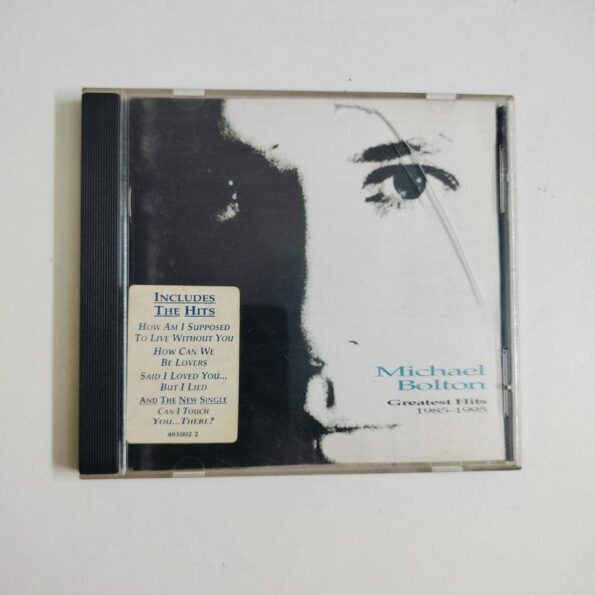 INCLUDES
THE HITS
HOW AM I SUPPOSED
TO LIVE WITHOUT YOU
HOW CAN WE
BE LOVERS
SAID I LOVED YOU...
BUT I LIED
AND THE NEW SINGLE
CAN I TOUCH
YOU...THERE?
481002 2
Michael
Bolton
Greatest Hits
1985-1995